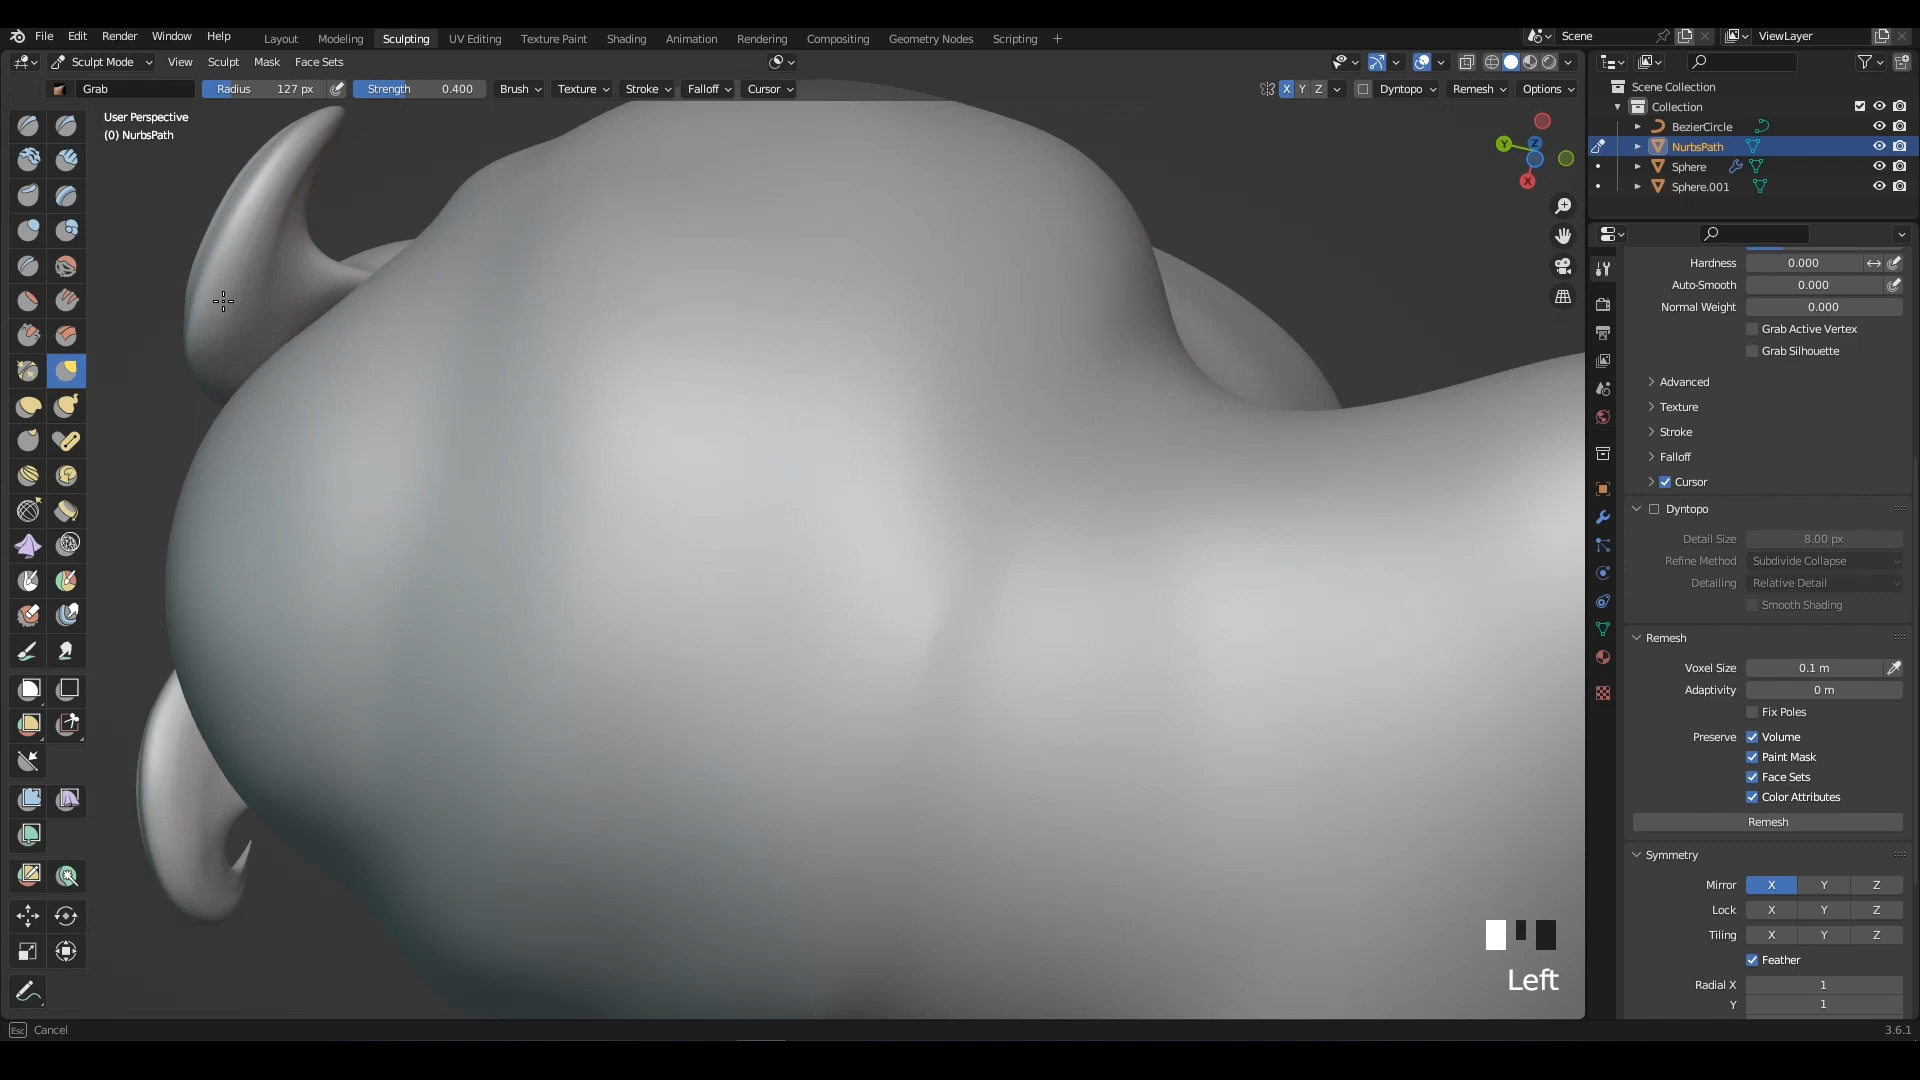 File Edit Render Window Help Layout Modeling Sculpting UV Editing Texture Paint Shading Animation Rendering Compositing Geometry Nodes Scripting + Scene ViewLayer
Sculpt Mode View Sculpt Mask Face Sets
Grab Radius 127 px Strength 0.400 Brush Texture Stroke Falloff Cursor X Y Z Dyntopo Remesh Options
User Perspective
(0) NurbsPath
Y Z X
Scene Collection
Collection
BezierCircle
NurbsPath
Sphere
Sphere.001
Hardness 0.000
Auto-Smooth 0.000
Normal Weight 0.000
Grab Active Vertex
Grab Silhouette
Advanced
Texture
Stroke
Falloff
Cursor
Dyntopo
Detail Size 8.00 px
Refine Method Subdivide Collapse
Detailing Relative Detail
Smooth Shading
Remesh
Voxel Size 0.1 m
Adaptivity 0 m
Fix Poles
Preserve Volume
Paint Mask
Face Sets
Color Attributes
Remesh
Symmetry
Mirror X Y Z
Lock X Y Z
Tiling X Y Z
Feather
Radial X 1
Y 1
Left
Esc Cancel
3.6.1